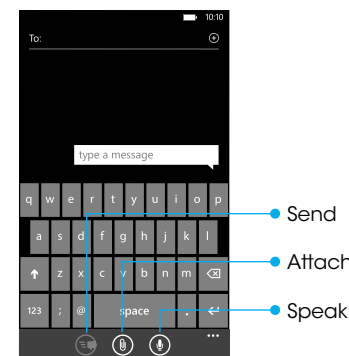 10:10
To:
type a message
q w e r t y u i o p
a s d f g h j k l
z x c v b n m
123 ; @ space .
Send
Attach
Speak